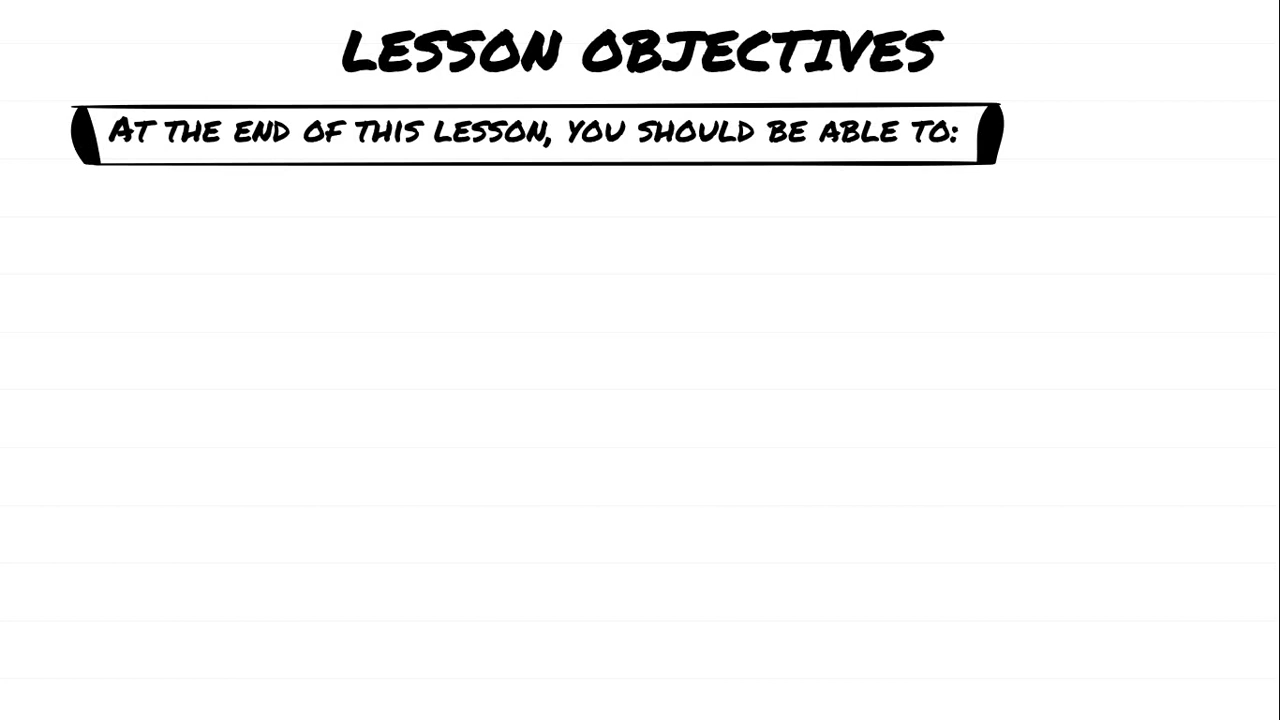 LESSON OBJECTIVES
AT THE END OF THIS LESSON, YOU SHOULD BE ABLE TO: